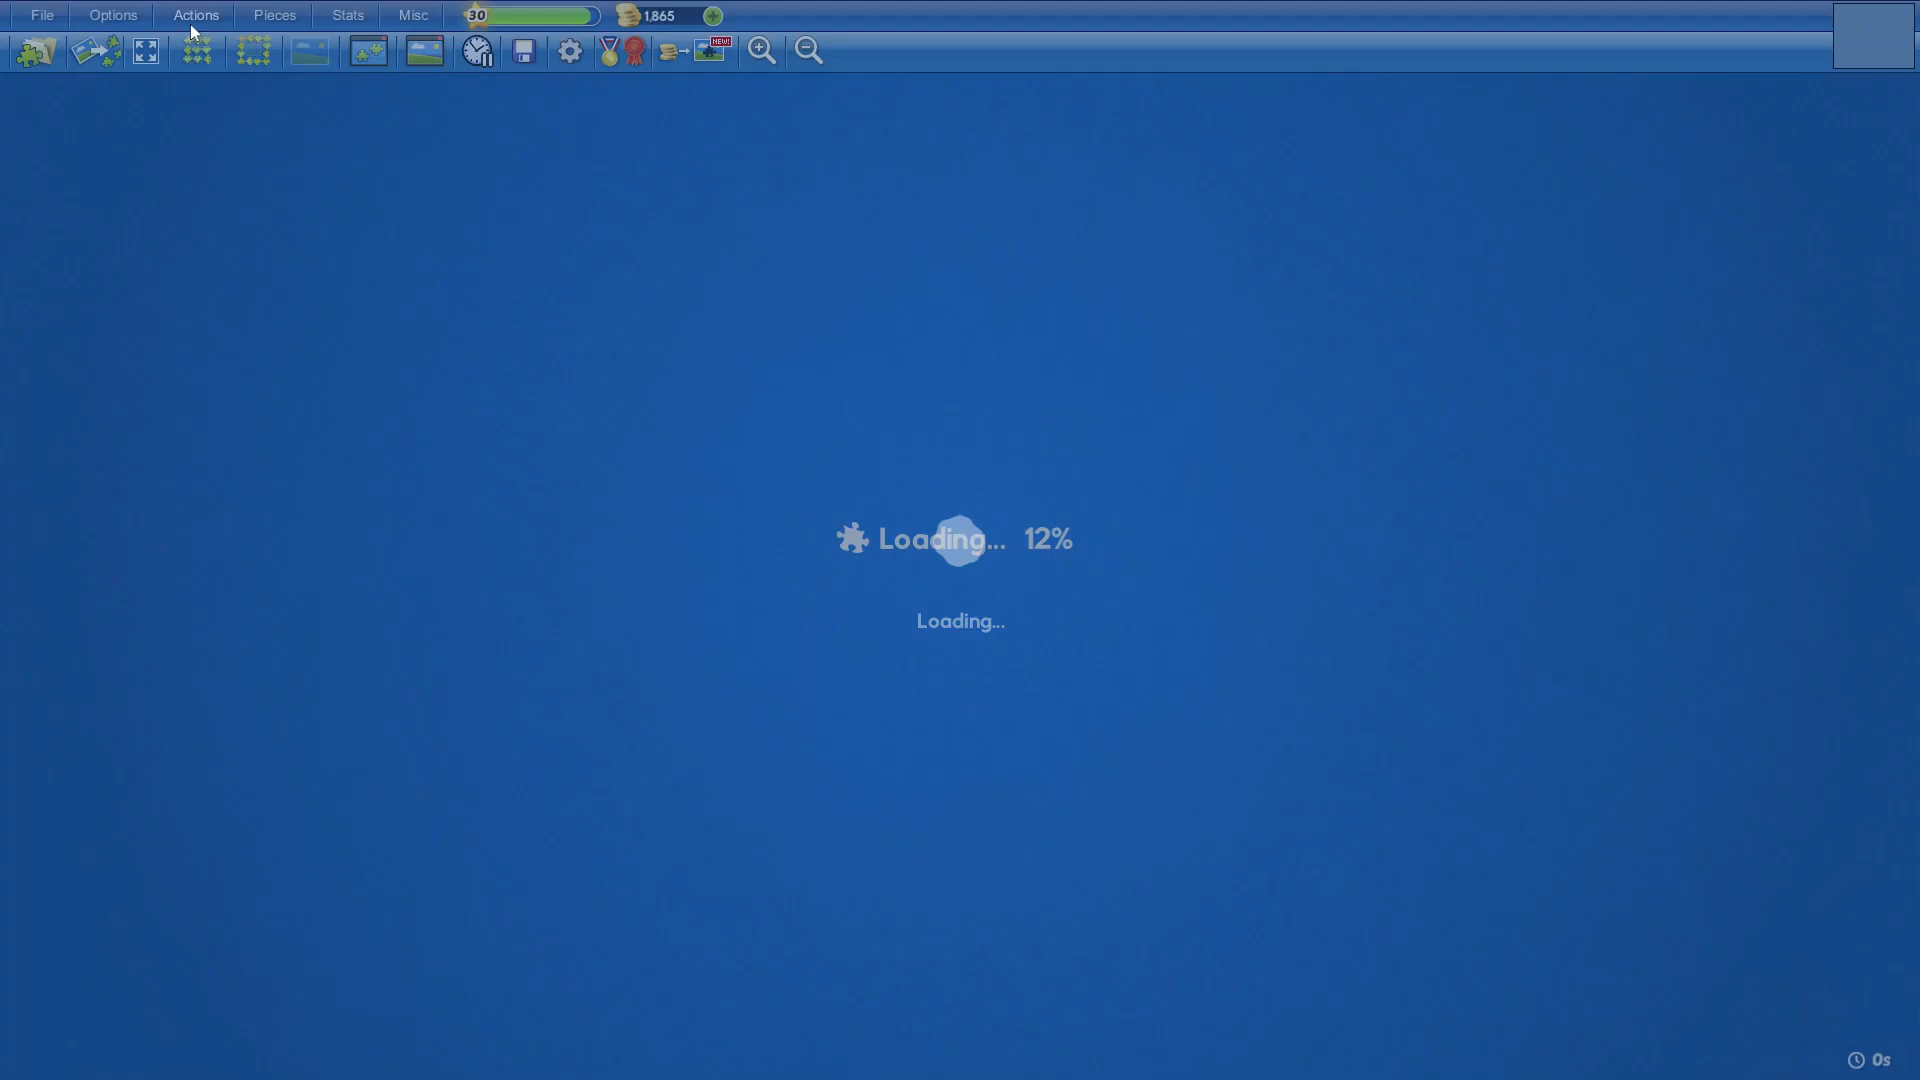 File Options Actions Pieces Stats Misc 30 1,865
NEW!
Loading... 12%
Loading...
0s